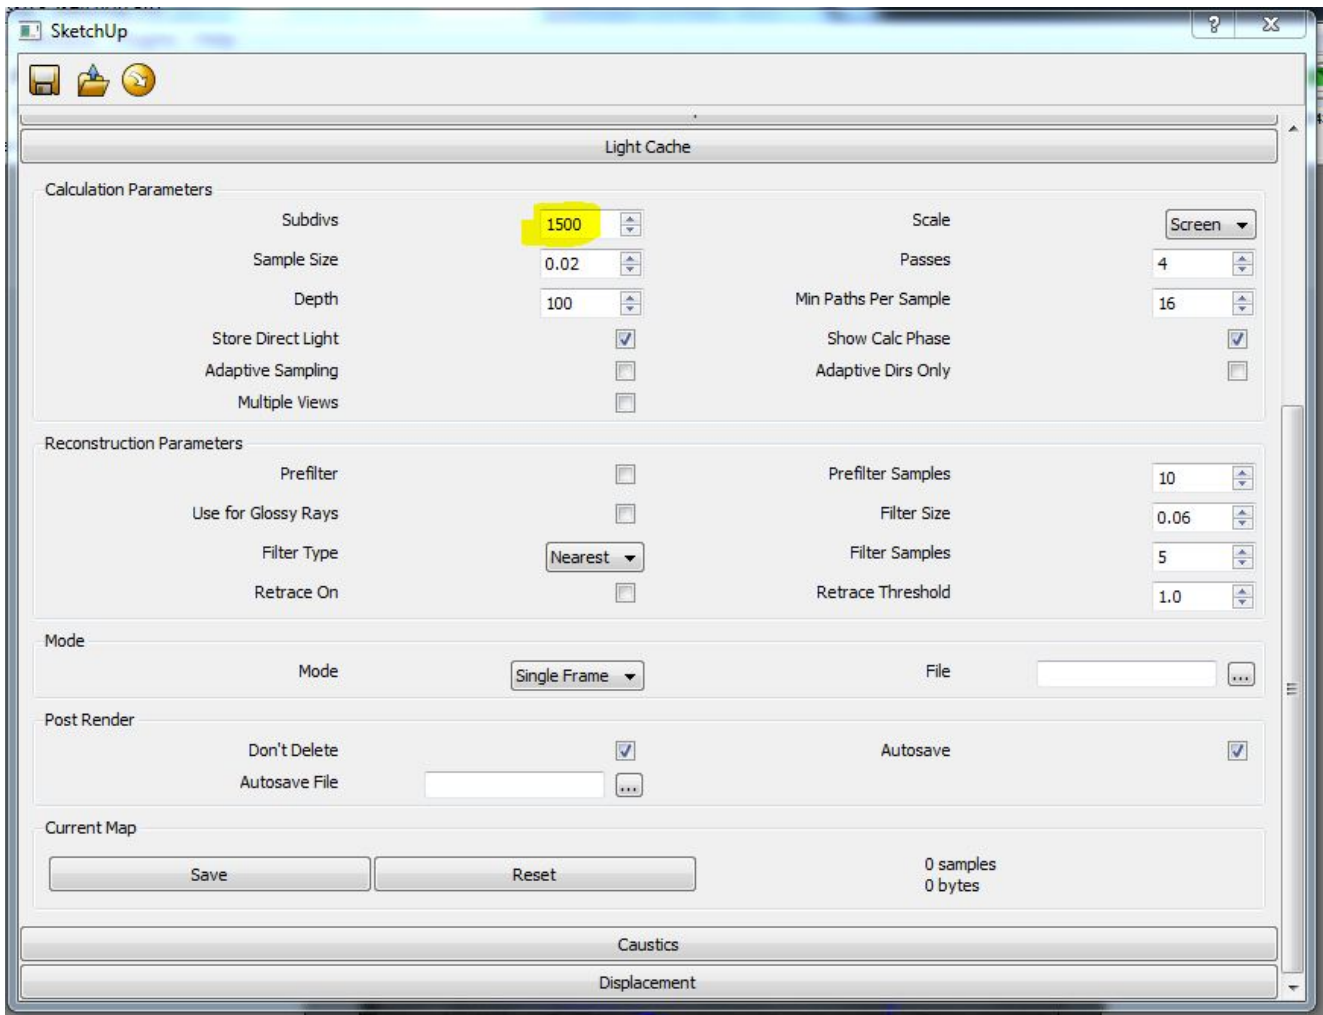 SketchUp
Light Cache
Calculation Parameters
Subdivs 1500 Scale Screen
Sample Size 0.02 Passes 4
Depth 100 Min Paths Per Sample 16
Store Direct Light Show Calc Phase
Adaptive Sampling Adaptive Dirs Only
Multiple Views
Reconstruction Parameters
Prefilter Prefilter Samples 10
Use for Glossy Rays Filter Size 0.06
Filter Type Nearest Filter Samples 5
Retrace On Retrace Threshold 1.0
Mode
Mode Single Frame File ...
Post Render
Don't Delete Autosave
Autosave File ...
Current Map
Save Reset 0 samples
0 bytes
Caustics
Displacement